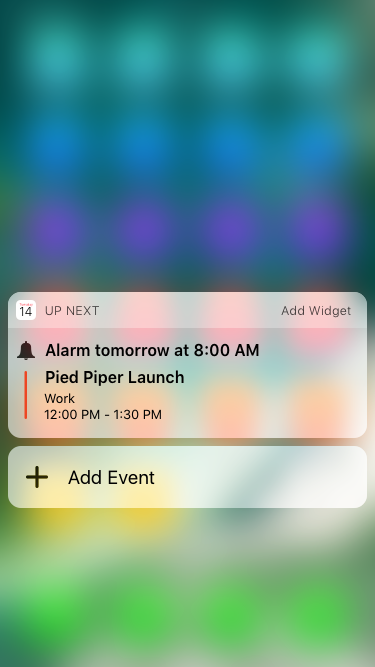 14
UP NEXT
Add Widget
Alarm tomorrow at 8:00 AM
Pied Piper Launch
Work
12:00 PM - 1:30 PM
Add Event